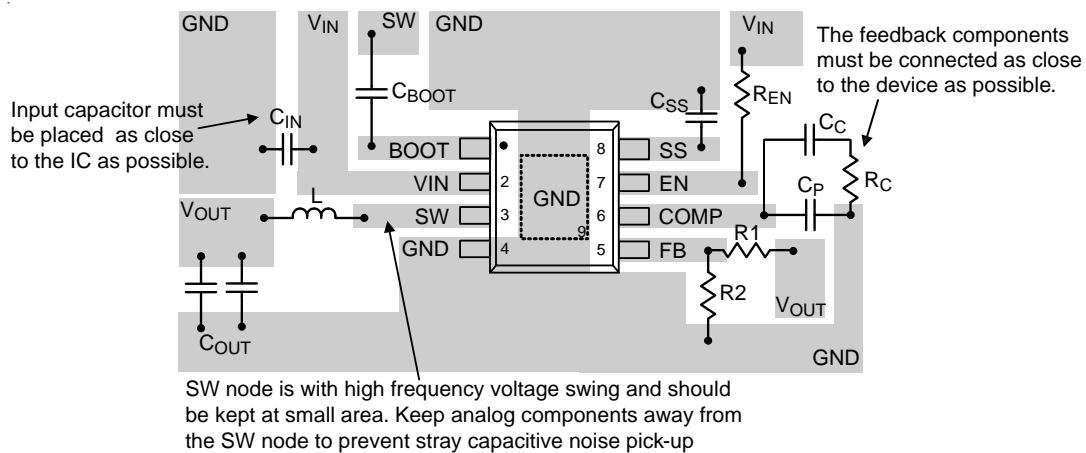 GND
VIN
SW
GND
VIN
The feedback components
must be connected as close
to the device as possible.
Input capacitor must
be placed as close
to the IC as possible.
CIN
CBOOT
CSS
REN
CC
RC
CP
BOOT
8
SS
VIN
2
GND
7
EN
VOUT
L
SW
3
6
COMP
GND
4
9
5
FB
R1
R2
VOUT
COUT
GND
SW node is with high frequency voltage swing and should
be kept at small area. Keep analog components away from
the SW node to prevent stray capacitive noise pick-up